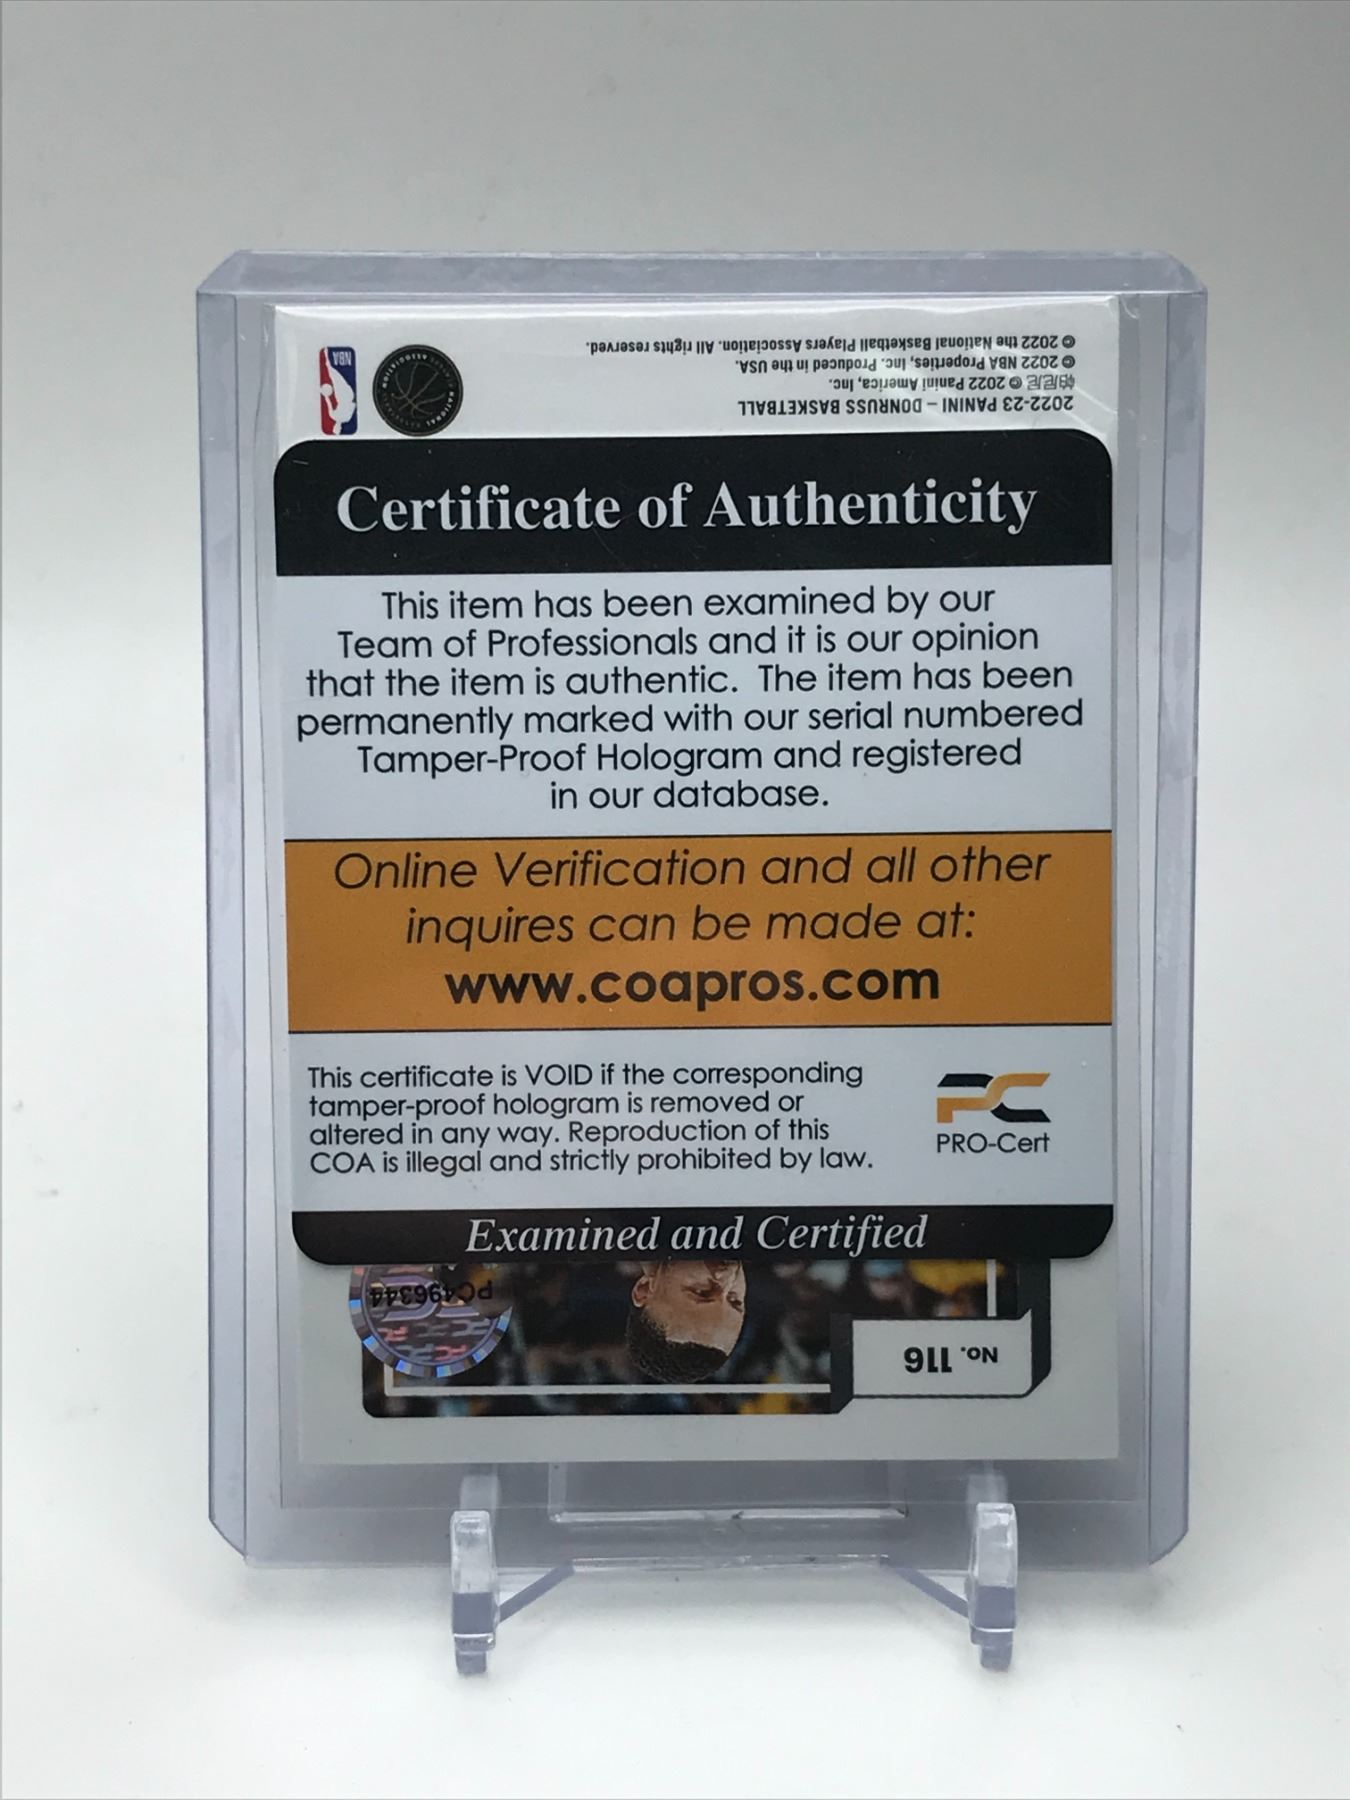 © 2022 the National Basketball Players Association. All rights reserved.
© 2022 NBA Properties, Inc. Produced in the USA.
帕尼尼 © 2022 Panini America, Inc.
2022-23 PANINI – DONRUSS BASKETBALL
NBA
Certificate of Authenticity
This item has been examined by our
Team of Professionals and it is our opinion
that the item is authentic. The item has been
permanently marked with our serial numbered
Tamper-Proof Hologram and registered
in our database.
Online Verification and all other
inquires can be made at:
www.coapros.com
This certificate is VOID if the corresponding
tamper-proof hologram is removed or
altered in any way. Reproduction of this
COA is illegal and strictly prohibited by law.
PC
PRO-Cert
Examined and Certified
PC496344
No. 116